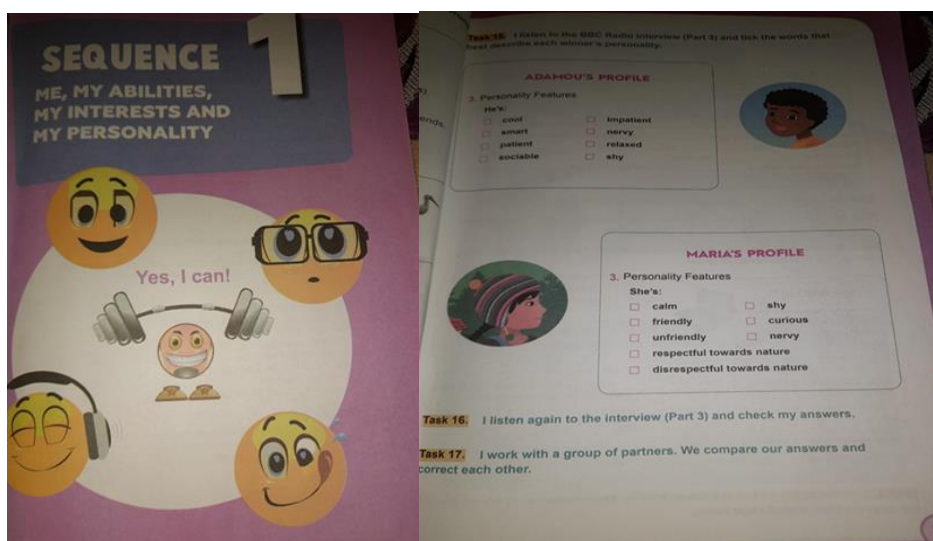 SEQUENCE 1
ME, MY ABILITIES,
MY INTERESTS AND
MY PERSONALITY
Yes, I can!
ends.
Task 15. I listen to the BBC Radio interview (Part 3) and tick the words that
best describe each winner's personality.
ADAMOU'S PROFILE
3. Personality Features
He's:
cool
impatient
smart
nervy
patient
relaxed
sociable
shy
MARIA'S PROFILE
3. Personality Features
She's:
calm
shy
friendly
curious
unfriendly
nervy
respectful towards nature
disrespectful towards nature
Task 16. I listen again to the interview (Part 3) and check my answers.
Task 17. I work with a group of partners. We compare our answers and
correct each other.